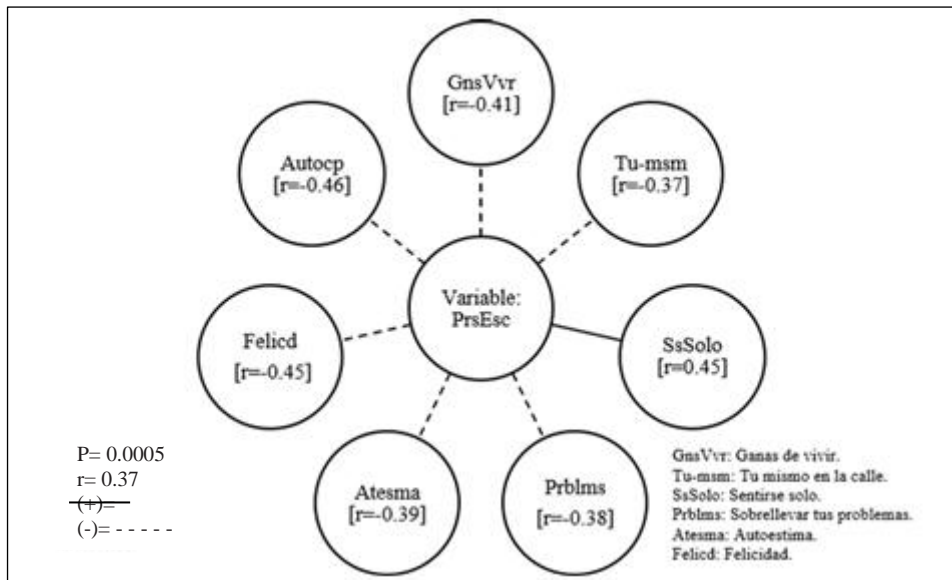 GnsVvr
[r=-0.41]
Autocp
[r=-0.46]
Tu-msm
[r=-0.37]
Variable:
PrsEsc
Felicd
[r=-0.45]
SsSolo
[r=0.45]
Atesma
[r=-0.39]
Prblms
[r=-0.38]
P= 0.0005
r= 0.37
(+)=
(-)= - - - - -
GnsVvr: Ganas de vivir.
Tu-msm: Tu mismo en la calle.
SsSolo: Sentirse solo.
Prblms: Sobrellevar tus problemas.
Atesma: Autoestima.
Felicd: Felicidad.